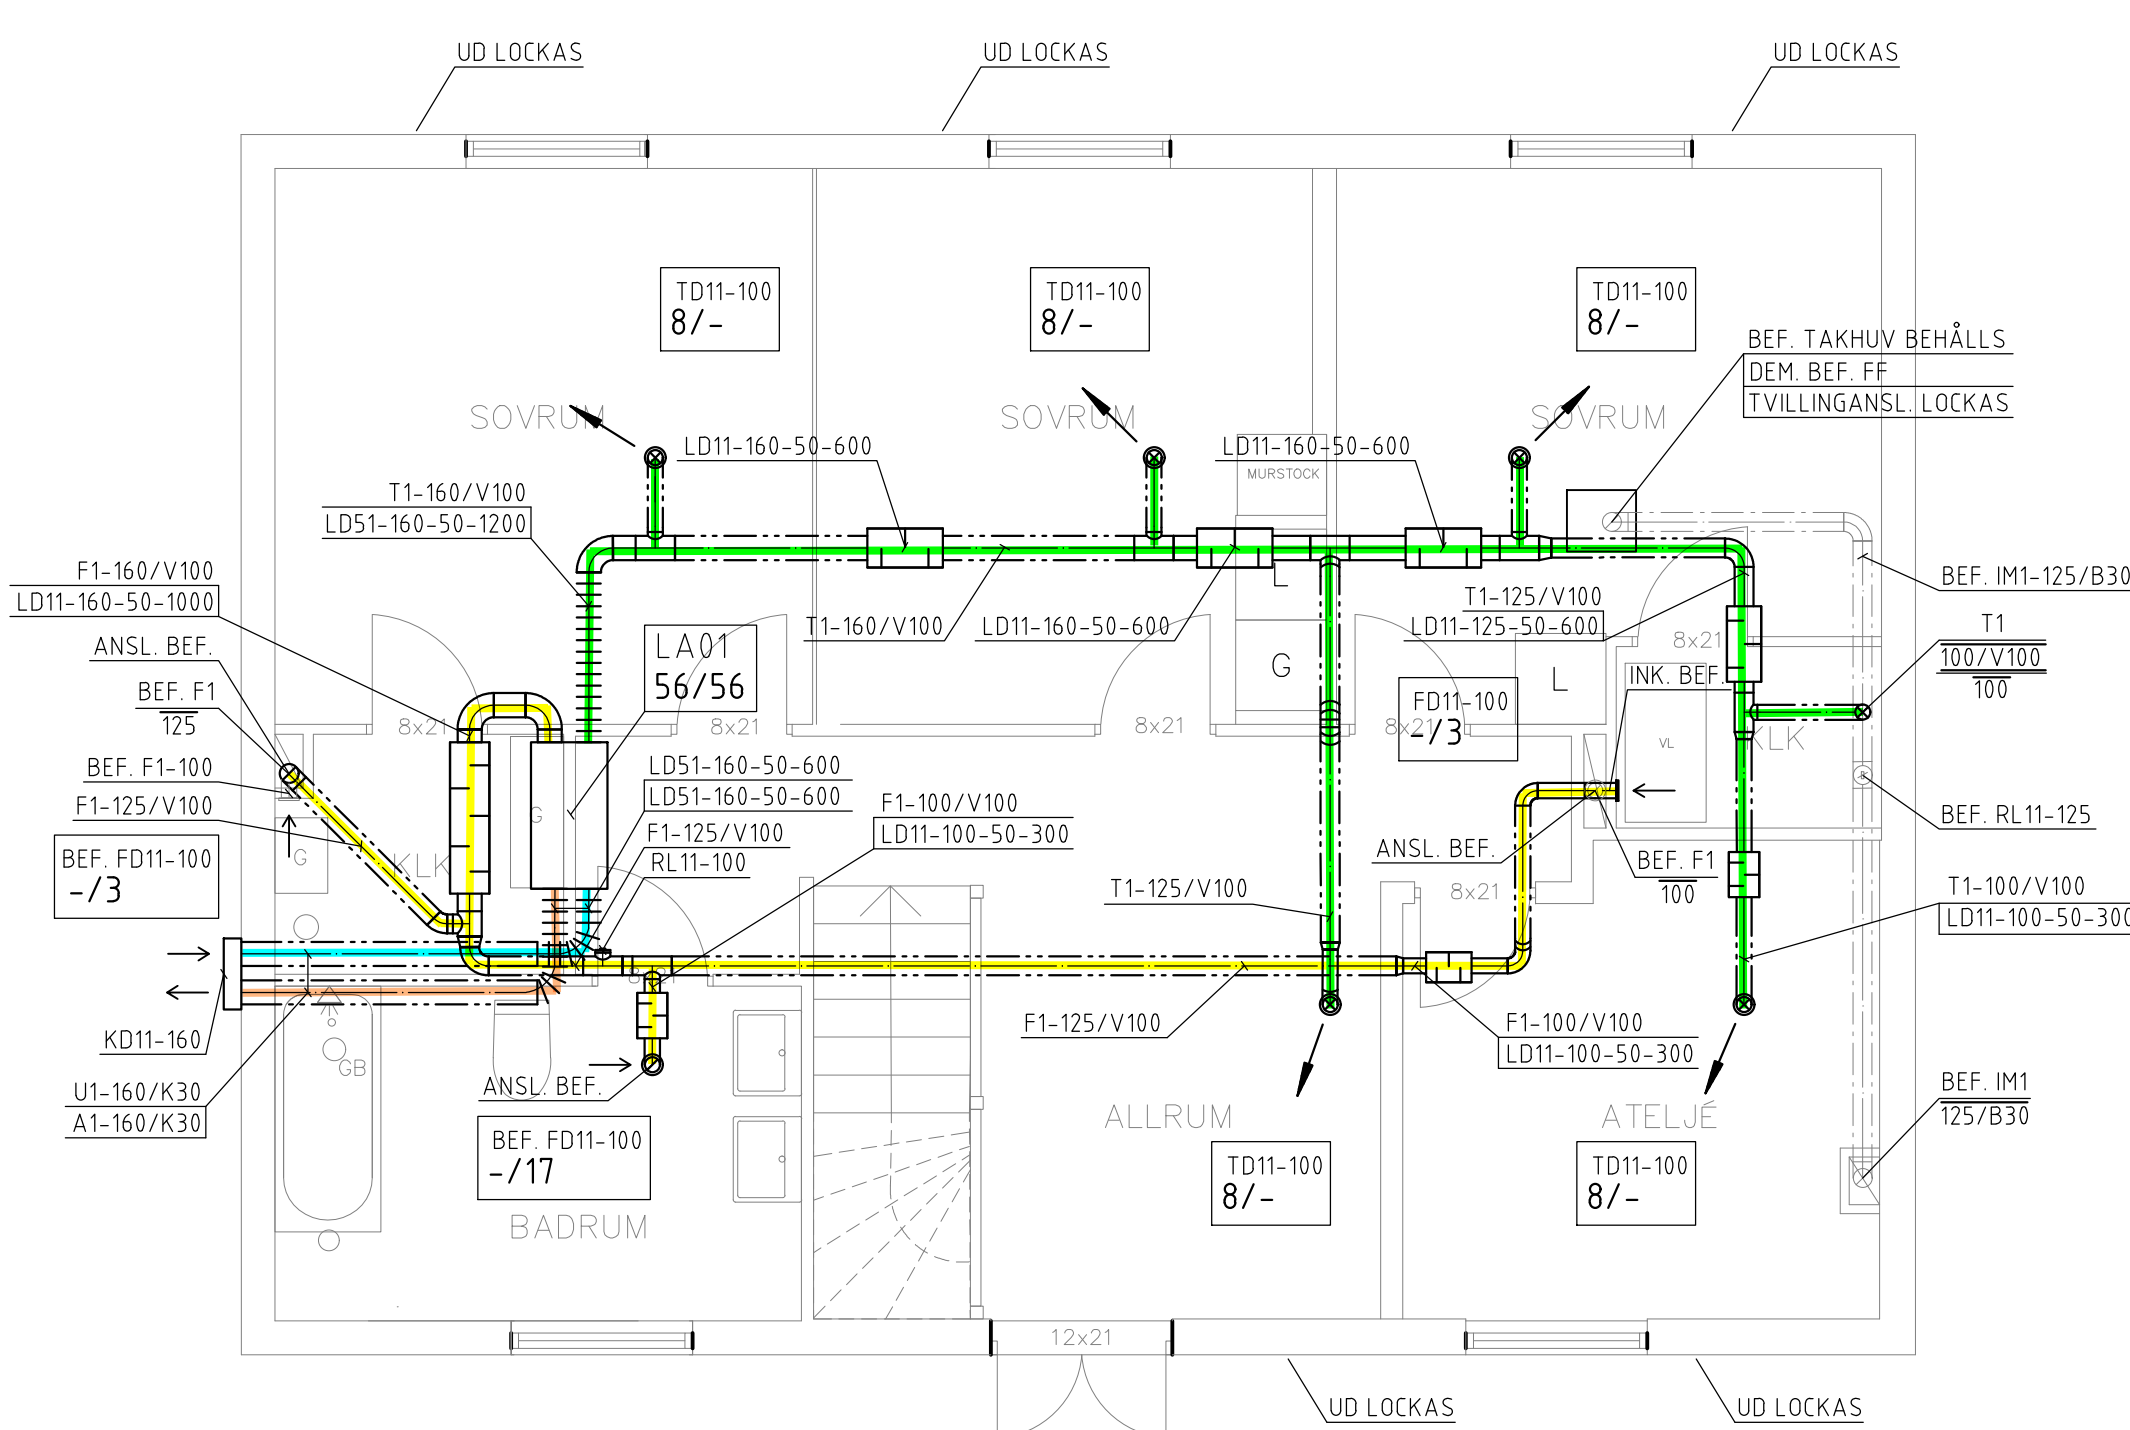 UD LOCKAS
UD LOCKAS
UD LOCKAS
TD11-100
8/-
TD11-100
8/-
TD11-100
8/-
BEF. TAKHUV BEHÅLLS
DEM. BEF. FF
TVILLINGANSL. LOCKAS
SOVRUM
SOVRUM
SOVRUM
LD11-160-50-600
LD11-160-50-600
MURSTOCK
T1-160/V100
LD51-160-50-1200
F1-160/V100
LD11-160-50-1000
L
BEF. IM1-125/B30
T1-125/V100
LD11-125-50-600
T1-160/V100
LD11-160-50-600
ANSL. BEF.
LA01
56/56
8x21
T1
100/V100
100
G
L
INK. BEF.
BEF. F1
125
FD11-100
-/3
8x21
8x21
8x21
8x21
VL
KLK
BEF. F1-100
F1-125/V100
LD51-160-50-600
LD51-160-50-600
F1-100/V100
LD11-100-50-300
G
BEF. RL11-125
F1-125/V100
RL11-100
BEF. FD11-100
-/3
G
KLK
ANSL. BEF.
BEF. F1
100
T1-125/V100
8x21
T1-100/V100
LD11-100-50-300
8x21
KD11-160
F1-125/V100
F1-100/V100
LD11-100-50-300
GB
U1-160/K30
A1-160/K30
ANSL. BEF.
BEF. IM1
125/B30
BEF. FD11-100
-/17
ALLRUM
ATELJÉ
TD11-100
8/-
TD11-100
8/-
BADRUM
12x21
UD LOCKAS
UD LOCKAS